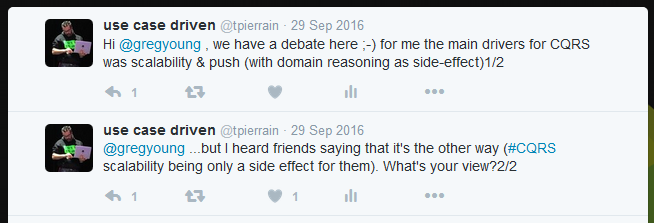 use case driven @tpierrain · 29 Sep 2016
Hi @gregyoung , we have a debate here ;-) for me the main drivers for CQRS
was scalability & push (with domain reasoning as side-effect)1/2
1
use case driven @tpierrain · 29 Sep 2016
@gregyoung ...but I heard friends saying that it's the other way (#CQRS
scalability being only a side effect for them). What's your view?2/2
1 1